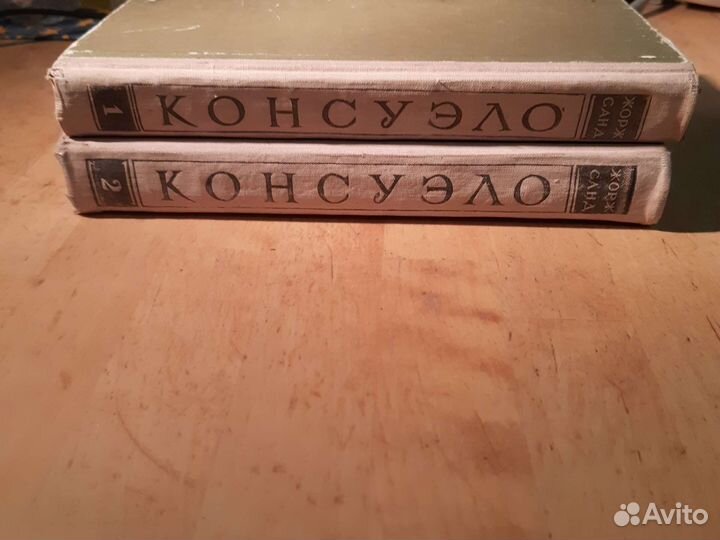 1 КОНСУЭЛО ЖОРЖ САНД
2 КОНСУЭЛО ЖОРЖ САНД
Avito